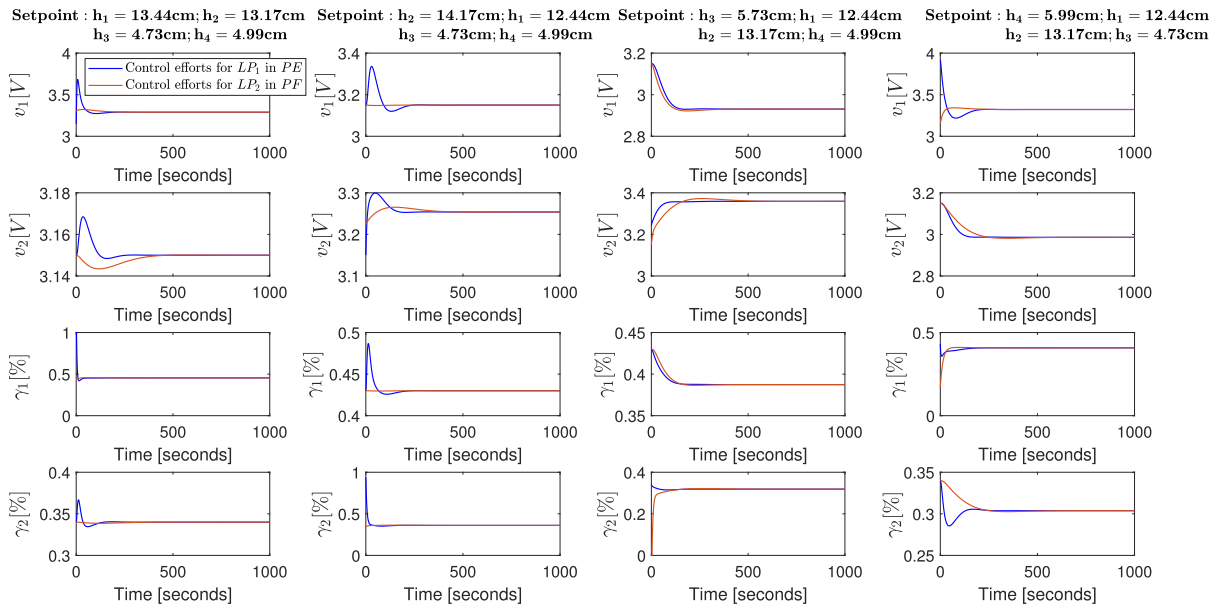 Setpoint : h₁ = 13.44cm; h₂ = 13.17cm
h₃ = 4.73cm; h₄ = 4.99cm
Setpoint : h₂ = 14.17cm; h₁ = 12.44cm
h₃ = 4.73cm; h₄ = 4.99cm
Setpoint : h₃ = 5.73cm; h₁ = 12.44cm
h₂ = 13.17cm; h₄ = 4.99cm
Setpoint : h₄ = 5.99cm; h₁ = 12.44cm
h₂ = 13.17cm; h₃ = 4.73cm
v₁[V]
4
3.5
3
Control efforts for LP₁ in PE
Control efforts for LP₂ in PF
0 500 1000
Time [seconds]
v₁[V]
3.4
3.2
3
0 500 1000
Time [seconds]
v₁[V]
3.2
3
2.8
0 500 1000
Time [seconds]
v₁[V]
4
3.5
3
0 500 1000
Time [seconds]
v₂[V]
3.18
3.16
3.14
0 500 1000
Time [seconds]
v₂[V]
3.3
3.2
3.1
0 500 1000
Time [seconds]
v₂[V]
3.4
3.2
3
0 500 1000
Time [seconds]
v₂[V]
3.2
3
2.8
0 500 1000
Time [seconds]
γ₁[%]
1
0.5
0
0 500 1000
Time [seconds]
γ₁[%]
0.5
0.45
0.4
0 500 1000
Time [seconds]
γ₁[%]
0.45
0.4
0.35
0 500 1000
Time [seconds]
γ₁[%]
0.5
0
0 500 1000
Time [seconds]
γ₂[%]
0.4
0.35
0.3
0 500 1000
Time [seconds]
γ₂[%]
1
0.5
0
0 500 1000
Time [seconds]
γ₂[%]
0.4
0.2
0
0 500 1000
Time [seconds]
γ₂[%]
0.35
0.3
0.25
0 500 1000
Time [seconds]